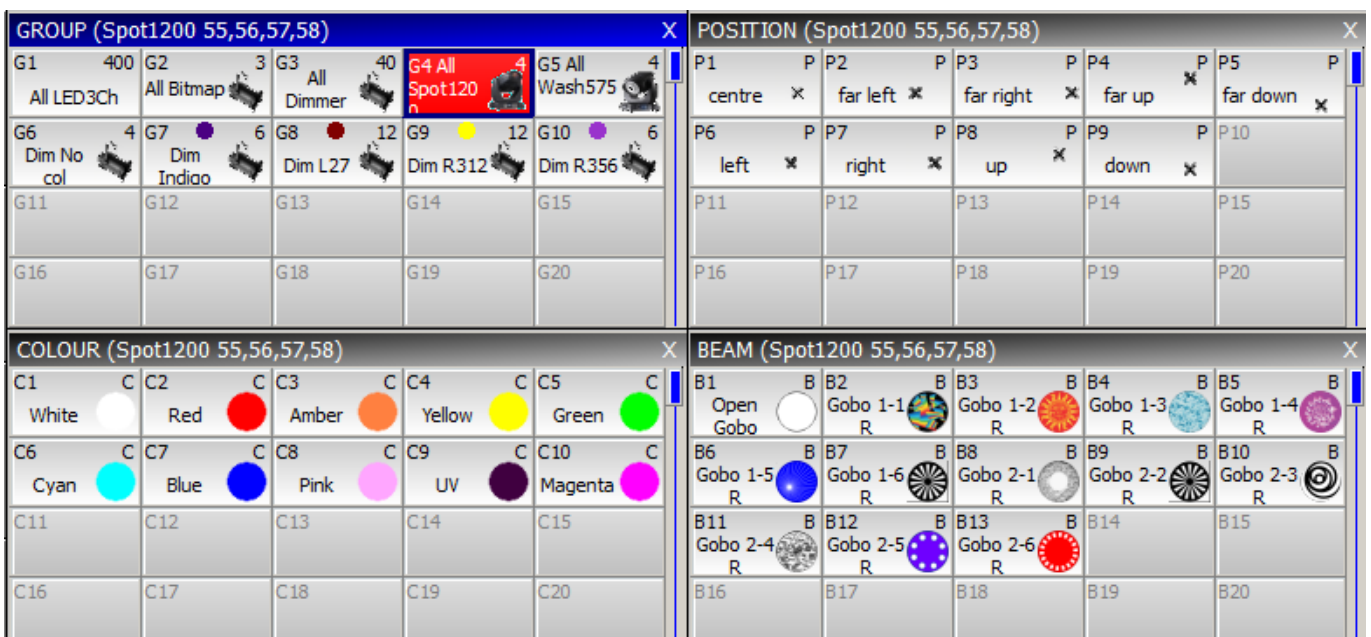 GROUP (Spot1200 55,56,57,58) X
G1 400 G2 3 G3 40 G4 All 4 G5 All 4
All LED3Ch All Bitmap All Dimmer Spot120 Wash575
G6 4 G7 6 G8 12 G9 12 G10 6
Dim No col Dim Indigo Dim L27 Dim R312 Dim R356
G11 G12 G13 G14 G15
G16 G17 G18 G19 G20
POSITION (Spot1200 55,56,57,58) X
P1 P P2 P P3 P P4 P P5 P
centre far left far right far up far down
P6 P P7 P P8 P P9 P P10
left right up down
P11 P12 P13 P14 P15
P16 P17 P18 P19 P20
COLOUR (Spot1200 55,56,57,58) X
C1 C C2 C C3 C C4 C C5 C
White Red Amber Yellow Green
C6 C C7 C C8 C C9 C C10 C
Cyan Blue Pink UV Magenta
C11 C12 C13 C14 C15
C16 C17 C18 C19 C20
BEAM (Spot1200 55,56,57,58) X
B1 B B2 B B3 B B4 B B5 B
Open Gobo 1-1 Gobo 1-2 Gobo 1-3 Gobo 1-4
Gobo R R R R
B6 B B7 B B8 B B9 B B10 B
Gobo 1-5 Gobo 1-6 Gobo 2-1 Gobo 2-2 Gobo 2-3
R R R R R
B11 B B12 B B13 B B14 B15
Gobo 2-4 Gobo 2-5 Gobo 2-6
R R R
B16 B17 B18 B19 B20